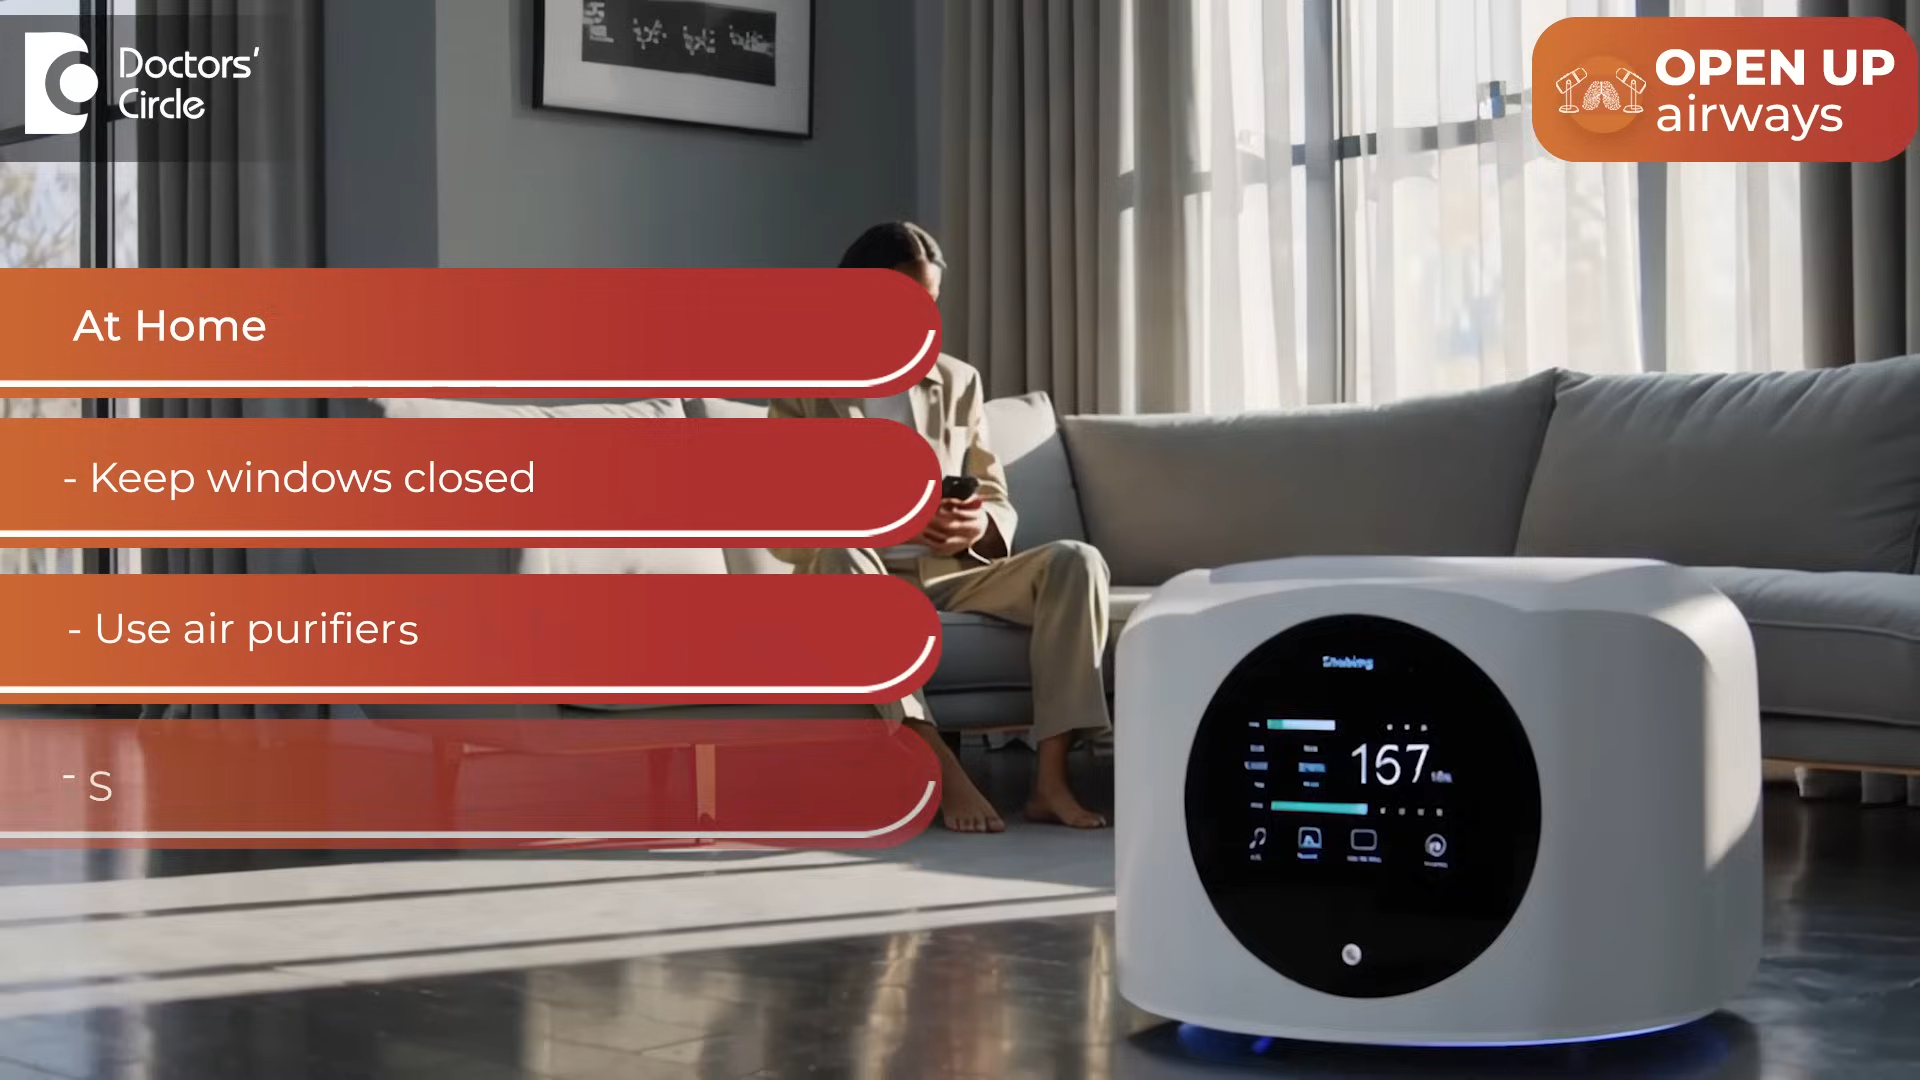 Doctors'
Circle
OPEN UP
airways
At Home
- Keep windows closed
- Use air purifiers
- S
167